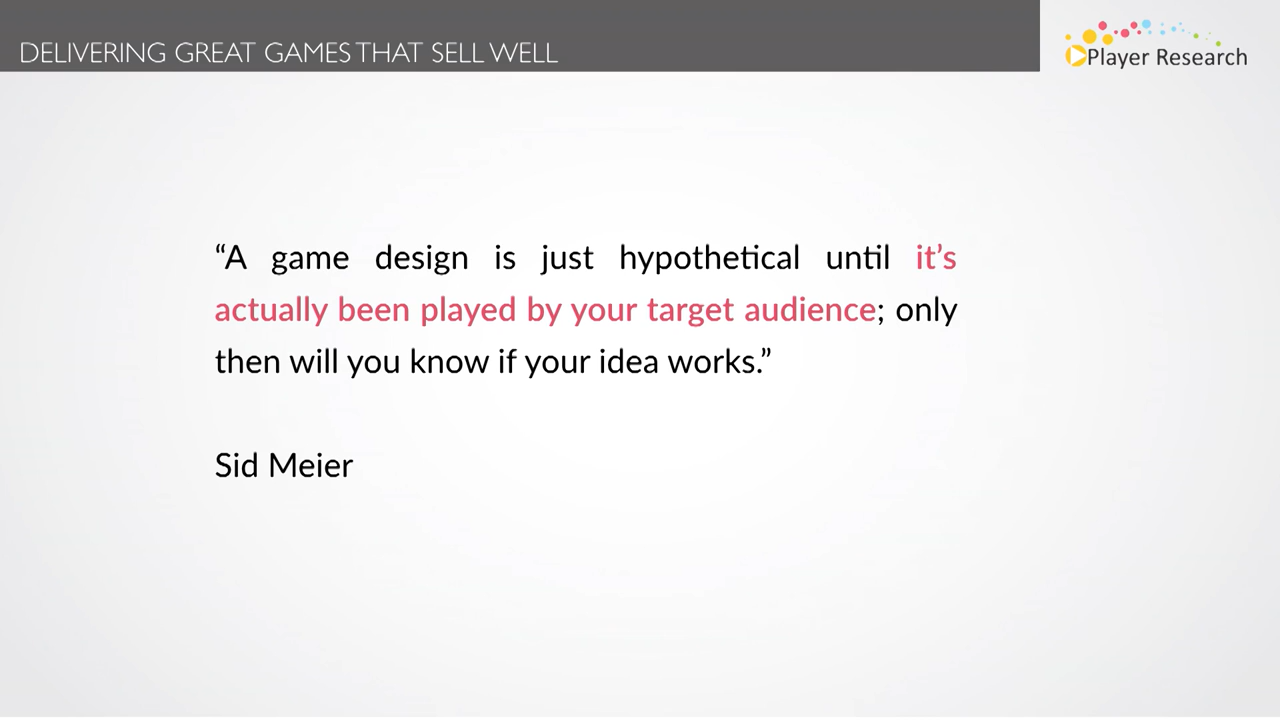 DELIVERING GREAT GAMES THAT SELL WELL
Player Research
“A game design is just hypothetical until it’s
actually been played by your target audience; only
then will you know if your idea works.”
Sid Meier